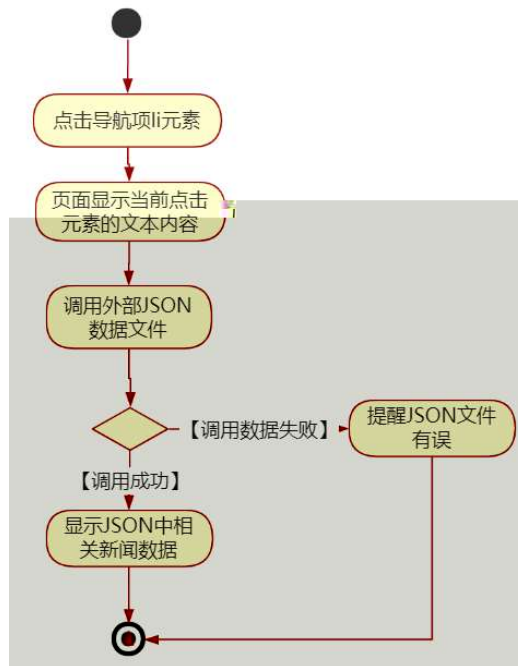 点击导航项li元素
页面显示当前点击
元素的文本内容
调用外部JSON
数据文件
【调用数据失败】
提醒JSON文件
有误
【调用成功】
显示JSON中相
关新闻数据